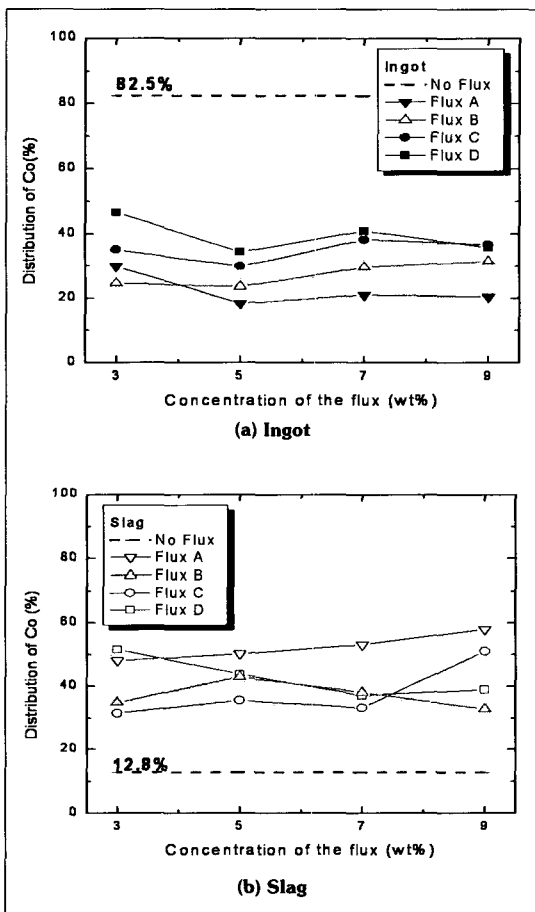 100
80
60
40
20
0
Distribution of Co(%)
82.5%
Ingot
No Flux
Flux A
Flux B
Flux C
Flux D
3 5 7 9
Concentration of the flux (wt%)
(a) Ingot
100
80
60
40
20
0
Distribution of Co (%)
Slag
No Flux
Flux A
Flux B
Flux C
Flux D
12.8%
3 5 7 9
Concentration of the flux (wt%)
(b) Slag